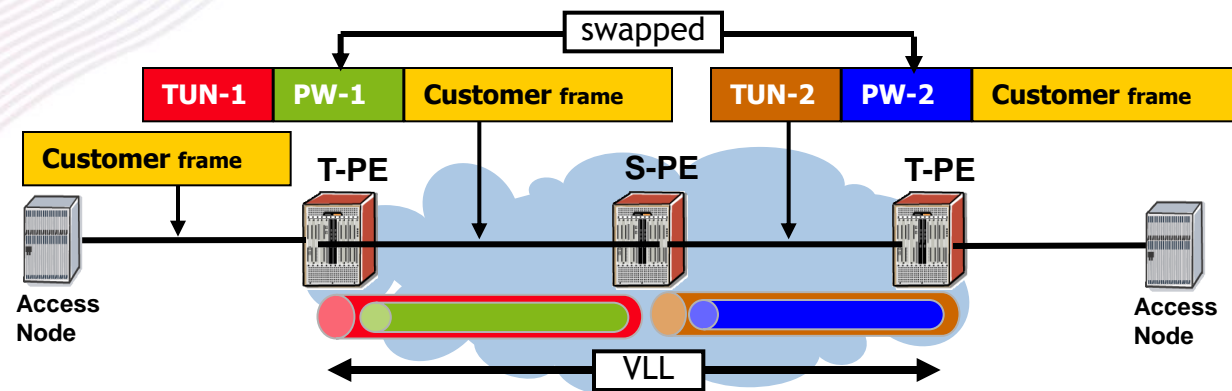 swapped
TUN-1 PW-1 Customer frame TUN-2 PW-2 Customer frame
Customer frame
T-PE S-PE T-PE
Access
Node
Access
Node
VLL